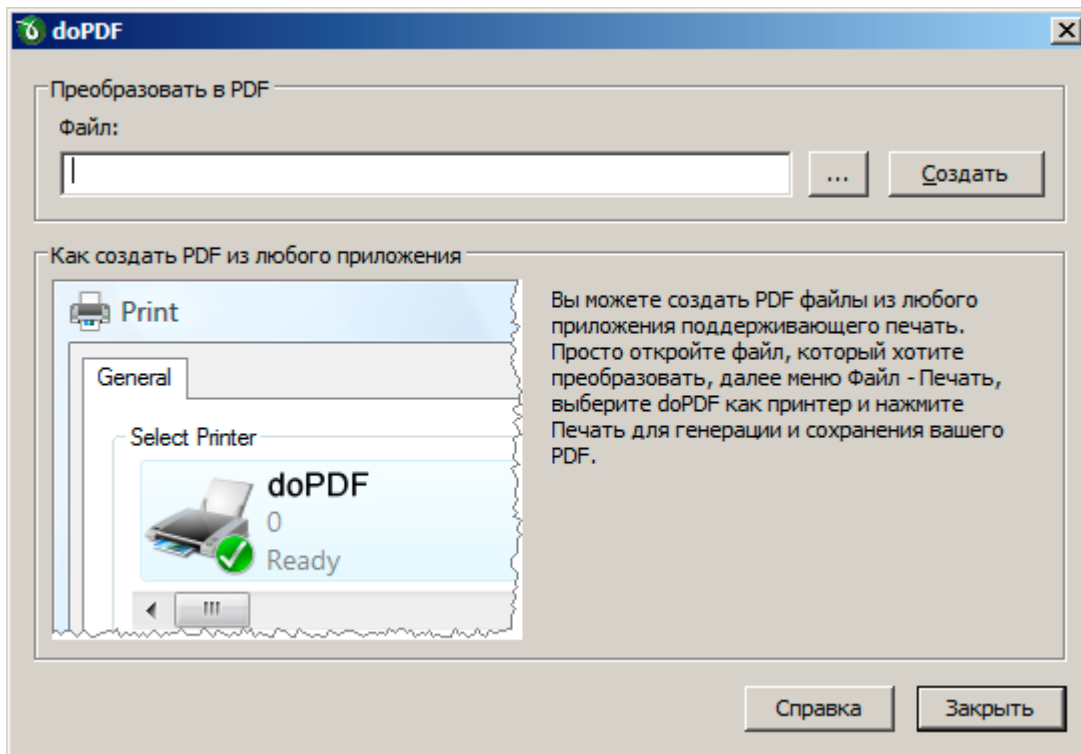 doPDF
Преобразовать в PDF
Файл:
...
Создать
Как создать PDF из любого приложения
Print
General
Select Printer
doPDF
0
Ready
Вы можете создать PDF файлы из любого
приложения поддерживающего печать.
Просто откройте файл, который хотите
преобразовать, далее меню Файл - Печать,
выберите doPDF как принтер и нажмите
Печать для генерации и сохранения вашего
PDF.
Справка
Закрыть